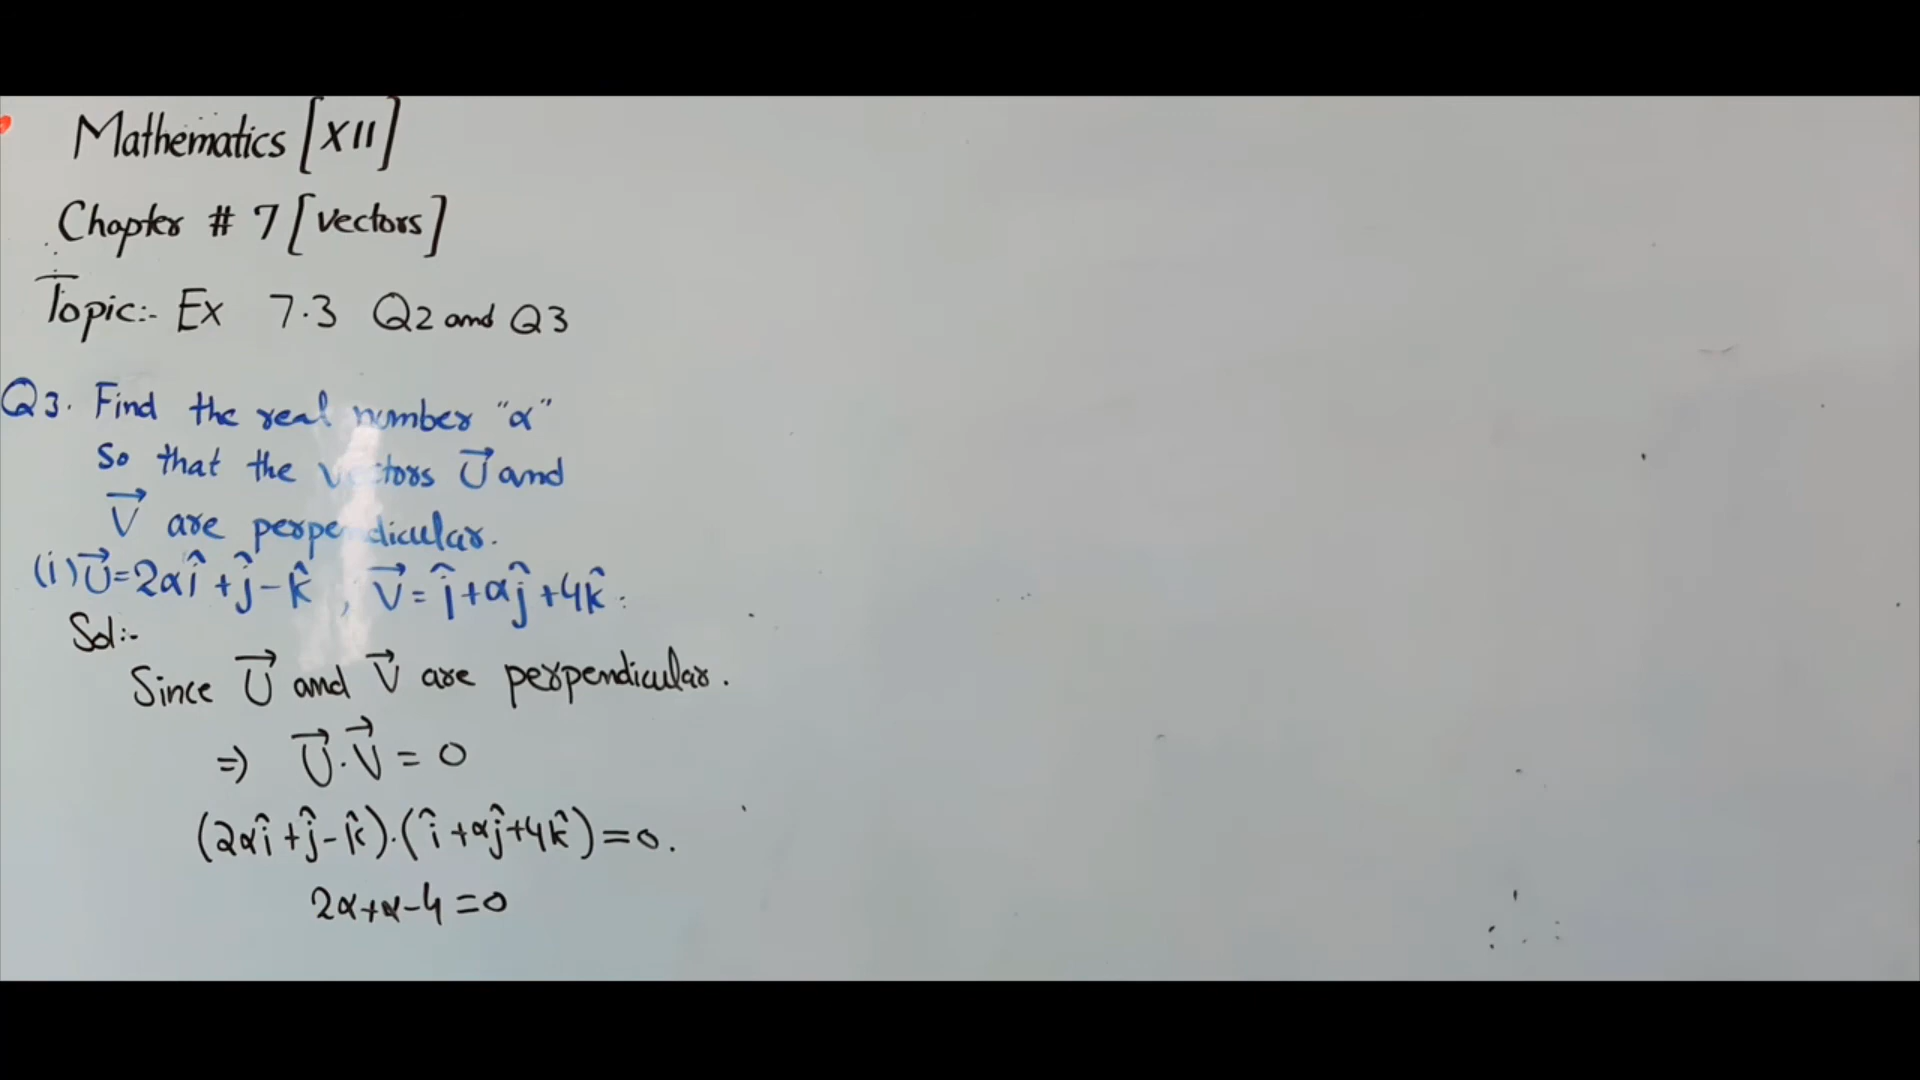 Mathematics [XII]
Chapter # 7 [vectors]
Topic:- Ex 7.3 Q2 and Q3
Q3. Find the real number "α"
So that the vectors U⃗ and
V⃗ are perpendicular.
(i) U⃗=2αî+ĵ-k̂, V⃗=î+αĵ+4k̂.
Sol:-
Since U⃗ and V⃗ are perpendicular.
⇒ U⃗.V⃗=0
(2αî+ĵ-k̂).(î+αĵ+4k̂)=0.
2α+α-4=0